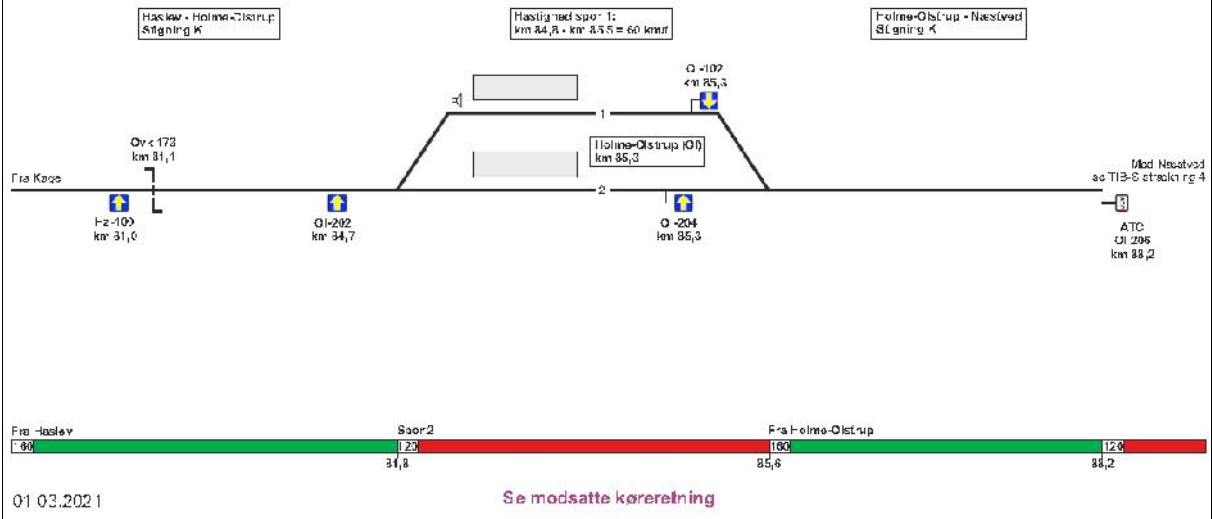 Haslev - Holme-Olstrup
Stigning K
Hastighed spor 1:
km 84,8 - km 85,5 = 60 km/t
Holme-Olstrup - Næstved
Stigning K
Ol-102
km 85,3
1
Ovk 173
km 81,1
Holme-Olstrup (Ol)
km 85,3
Fra Køge
2
Mod Næstved
se TIB-S strækning 4
Hz-109
km 81,0
Ol-202
km 84,7
Ol-204
km 85,3
ATC
Ol 206
km 88,2
Fra Haslev
Spor 2
Fra Holme-Olstrup
160
120
160
120
84,8
85,6
88,2
01.03.2021
Se modsatte køreretning